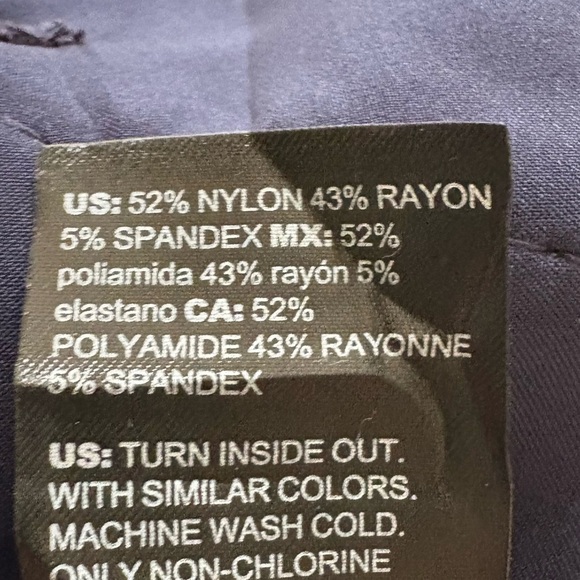 US: 52% NYLON 43% RAYON
5% SPANDEX MX: 52%
poliamida 43% rayón 5%
elastano CA: 52%
POLYAMIDE 43% RAYONNE
5% SPANDEX
US: TURN INSIDE OUT.
WITH SIMILAR COLORS.
MACHINE WASH COLD.
ONLY NON-CHLORINE